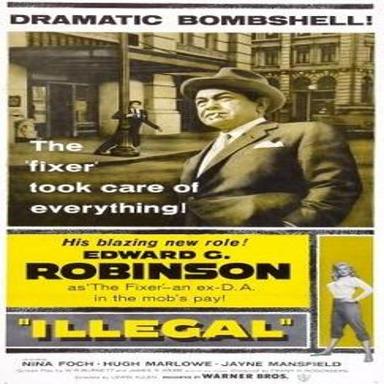 DRAMATIC BOMBSHELL!
The
'fixer'
took care of
everything!
His blazing new role!
EDWARD G.
ROBINSON
as 'The Fixer'-an ex-D.A.
in the mob's pay!
"ILLEGAL"
NINA FOCH · HUGH MARLOWE · JAYNE MANSFIELD
WARNER BROS.